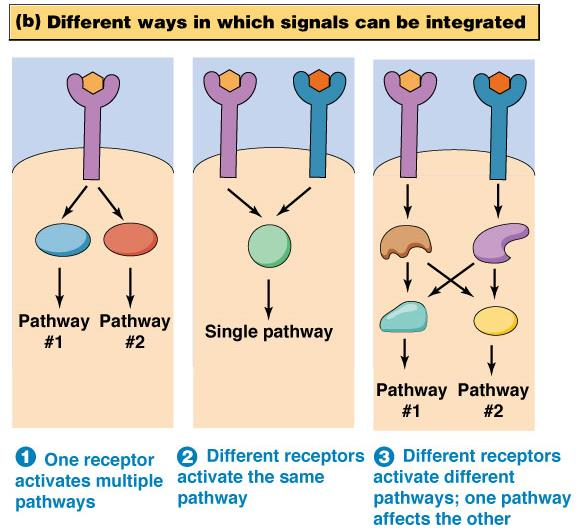 (b) Different ways in which signals can be integrated
Pathway
#1
Pathway
#2
Single pathway
Pathway
#1
Pathway
#2
1 One receptor
activates multiple
pathways
2 Different receptors
activate the same
pathway
3 Different receptors
activate different
pathways; one pathway
affects the other